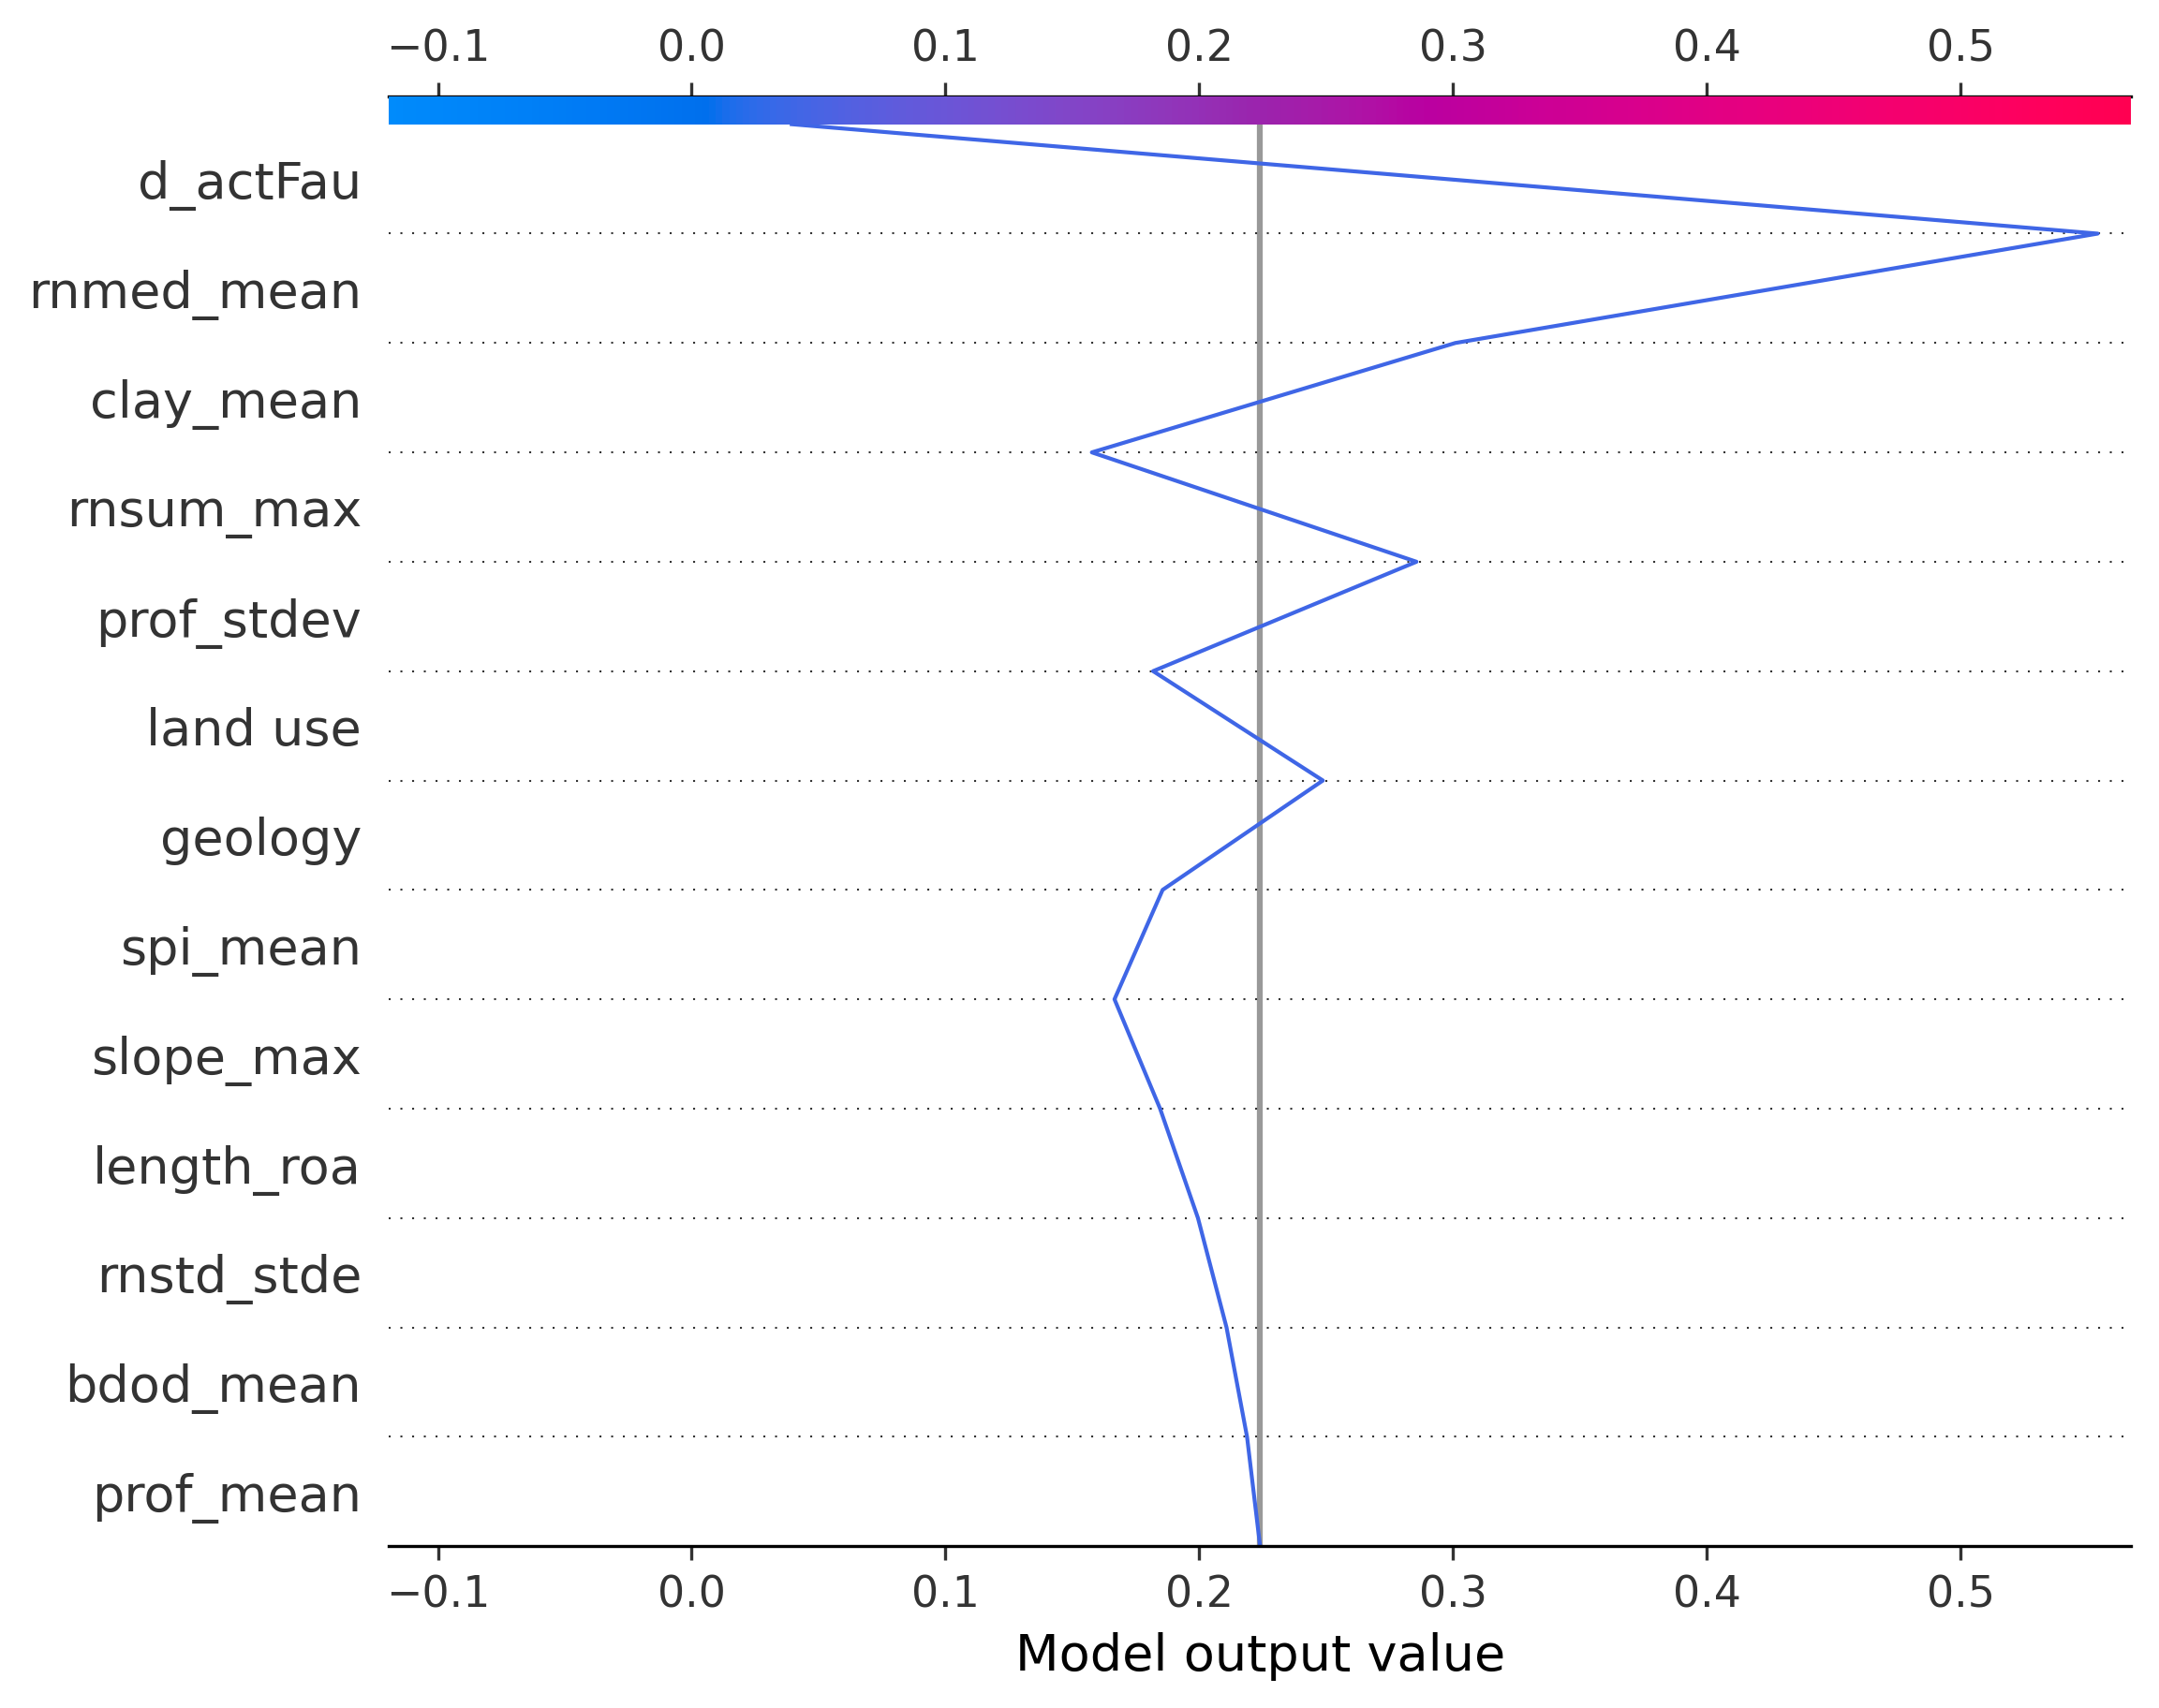 −0.1 0.0 0.1 0.2 0.3 0.4 0.5
d_actFau
rnmed_mean
clay_mean
rnsum_max
prof_stdev
land use
geology
spi_mean
slope_max
length_roa
rnstd_stde
bdod_mean
prof_mean
−0.1 0.0 0.1 0.2 0.3 0.4 0.5
Model output value